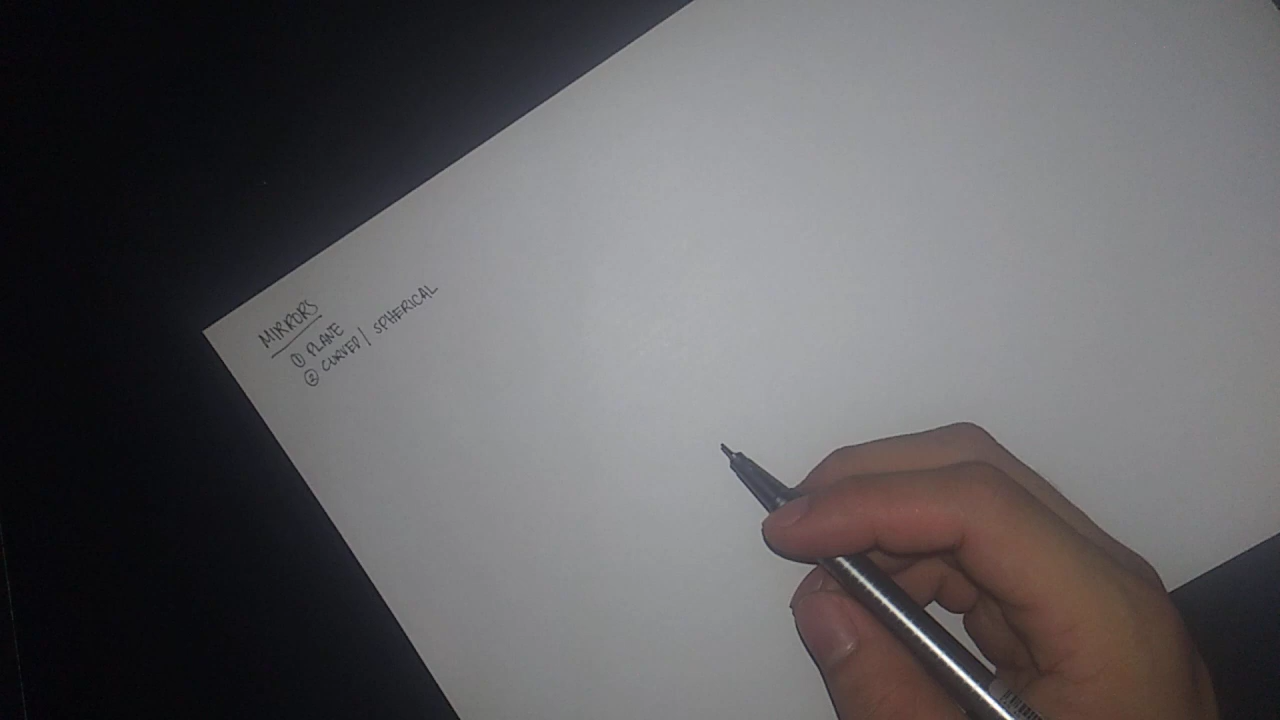 MIRRORS
① PLANE
② CURVED / SPHERICAL